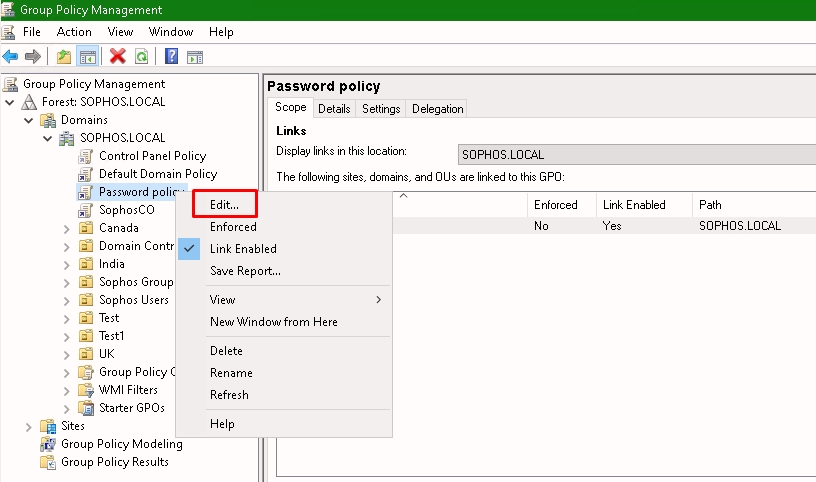 Group Policy Management
File Action View Window Help
Group Policy Management
Forest: SOPHOS.LOCAL
Domains
SOPHOS.LOCAL
Control Panel Policy
Default Domain Policy
Password policy
SophosCO
Canada
Domain Contr
India
Sophos Group
Sophos Users
Test
Test1
UK
Group Policy O
WMI Filters
Starter GPOs
Sites
Group Policy Modeling
Group Policy Results
Edit...
Enforced
Link Enabled
Save Report...
View
New Window from Here
Delete
Rename
Refresh
Help
Password policy
Scope Details Settings Delegation
Links
Display links in this location: SOPHOS.LOCAL
The following sites, domains, and OUs are linked to this GPO:
Enforced Link Enabled Path
No Yes SOPHOS.LOCAL